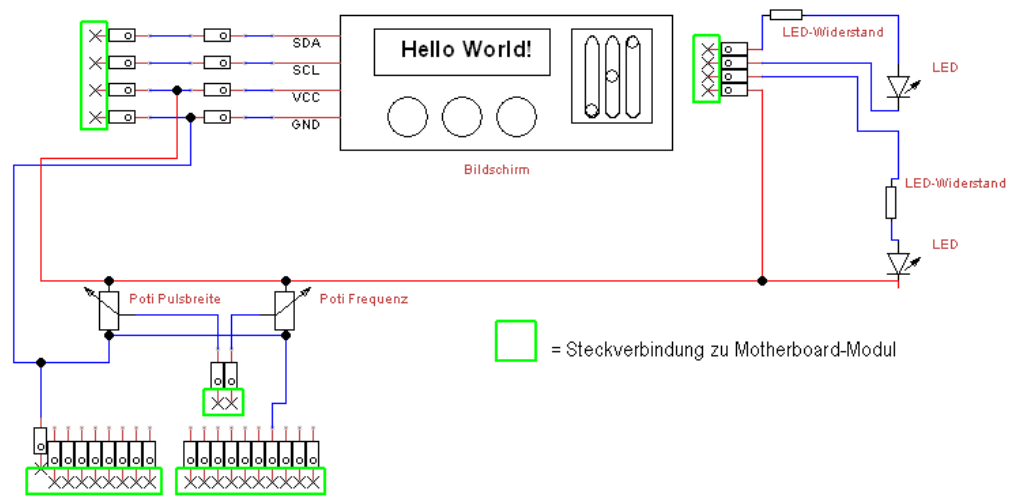 SDA
SCL
VCC
GND
Hello World!
Bildschirm
LED-Widerstand
LED
LED-Widerstand
LED
Poti Pulsbreite
Poti Frequenz
= Steckverbindung zu Motherboard-Modul